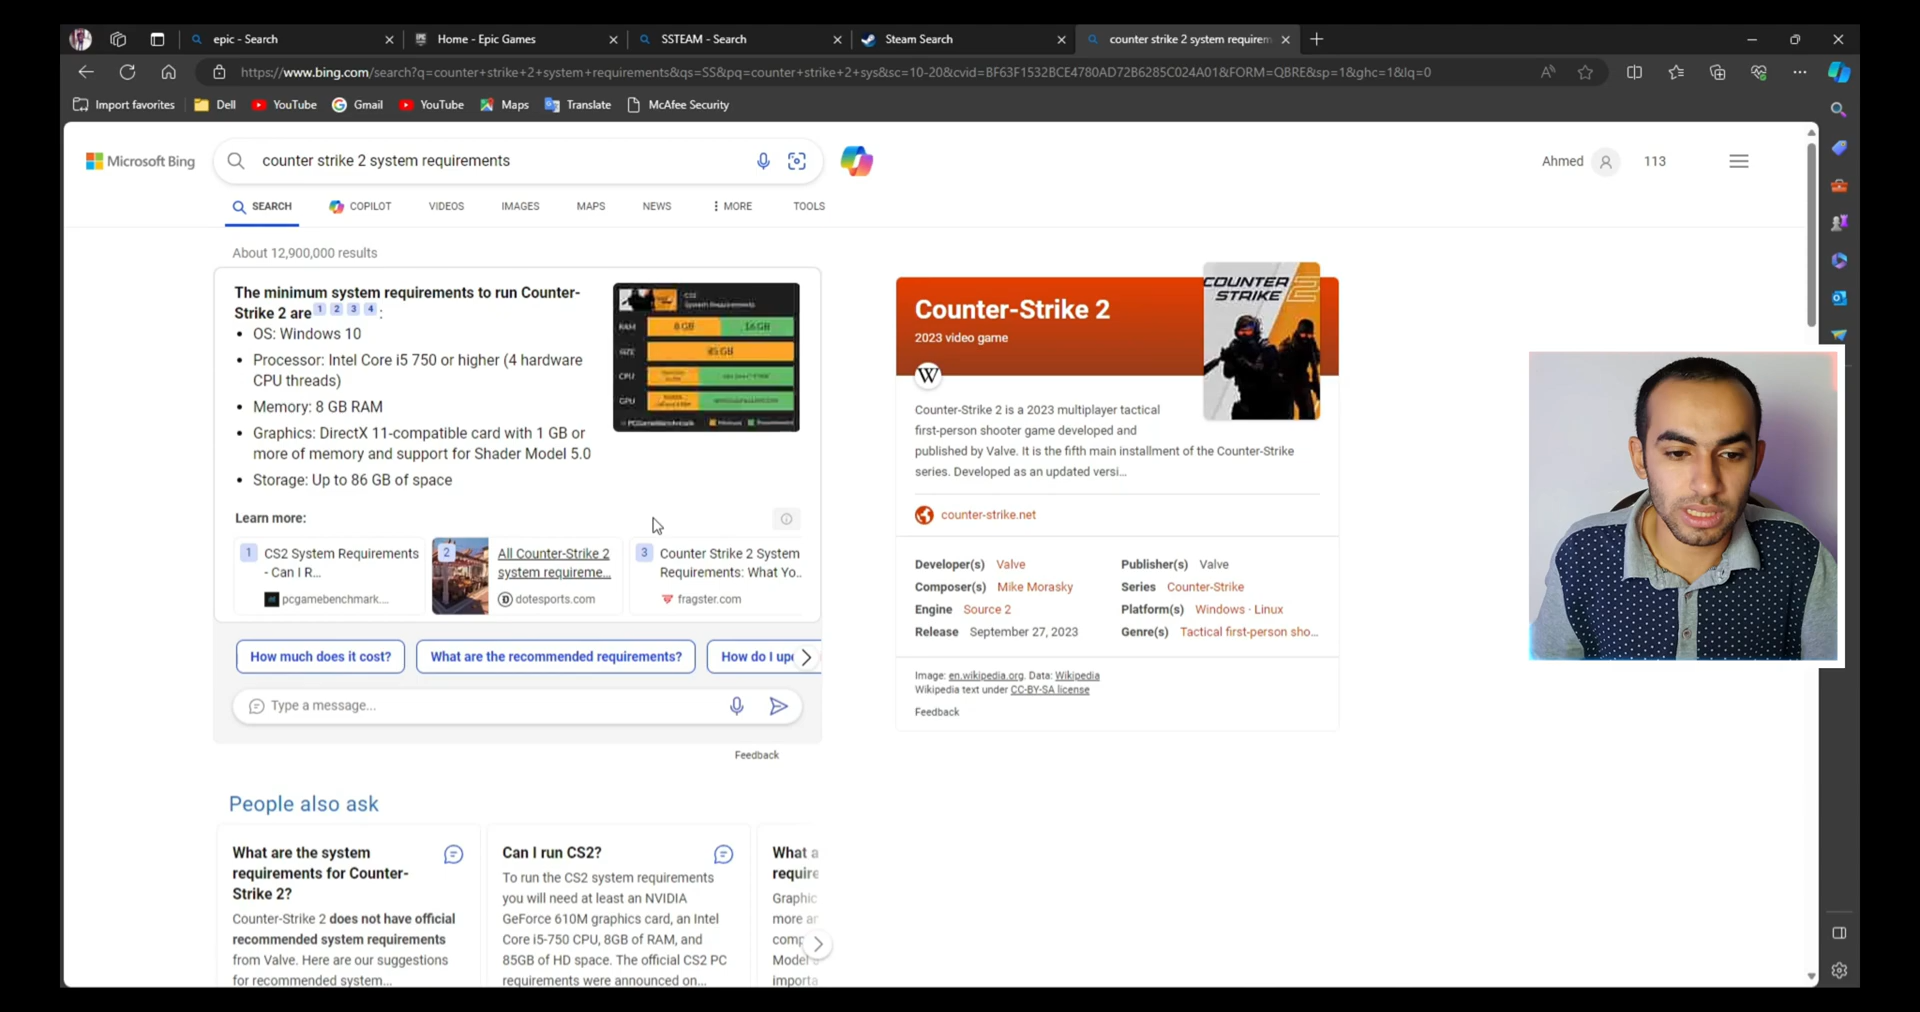 epic - Search
Home - Epic Games
SSTEAM - Search
Steam Search
counter strike 2 system requirem
https://www.bing.com/search?q=counter+strike+2+system+requirements&qs=SS&pq=counter+strike+2+sys&sc=10-20&cvid=BF63F1532BCE4780AD72B6285C024A01&FORM=QBRE&sp=1&ghc=1&lq=0
Import favorites
Dell
YouTube
Gmail
YouTube
Maps
Translate
McAfee Security
Microsoft Bing
counter strike 2 system requirements
Ahmed
113
SEARCH
COPILOT
VIDEOS
IMAGES
MAPS
NEWS
MORE
TOOLS
About 12,900,000 results
The minimum system requirements to run Counter-
Strike 2 are 1 2 3 4 :
• OS: Windows 10
• Processor: Intel Core i5 750 or higher (4 hardware
CPU threads)
• Memory: 8 GB RAM
• Graphics: DirectX 11-compatible card with 1 GB or
more of memory and support for Shader Model 5.0
• Storage: Up to 86 GB of space
CS2
System Requirements
RAM 8 GB 16 GB
SIZE 85 GB
CPU
GPU
Learn more:
1 CS2 System Requirements
- Can I R...
pcgamebenchmark....
2 All Counter-Strike 2
system requireme...
dotesports.com
3 Counter Strike 2 System
Requirements: What Yo..
fragster.com
How much does it cost?
What are the recommended requirements?
How do I up
Type a message...
Feedback
People also ask
What are the system
requirements for Counter-
Strike 2?
Counter-Strike 2 does not have official
recommended system requirements
from Valve. Here are our suggestions
for recommended system...
Can I run CS2?
To run the CS2 system requirements
you will need at least an NVIDIA
GeForce 610M graphics card, an Intel
Core i5-750 CPU, 8GB of RAM, and
85GB of HD space. The official CS2 PC
requirements were announced on...
What a
require
Graphic
more ar
comp
Model
importa
Counter-Strike 2
2023 video game
COUNTER
STRIKE 2
W
Counter-Strike 2 is a 2023 multiplayer tactical
first-person shooter game developed and
published by Valve. It is the fifth main installment of the Counter-Strike
series. Developed as an updated versi...
counter-strike.net
Developer(s) Valve
Publisher(s) Valve
Composer(s) Mike Morasky
Series Counter-Strike
Engine Source 2
Platform(s) Windows · Linux
Release September 27, 2023
Genre(s) Tactical first-person sho...
Image: en.wikipedia.org. Data: Wikipedia
Wikipedia text under CC-BY-SA license
Feedback